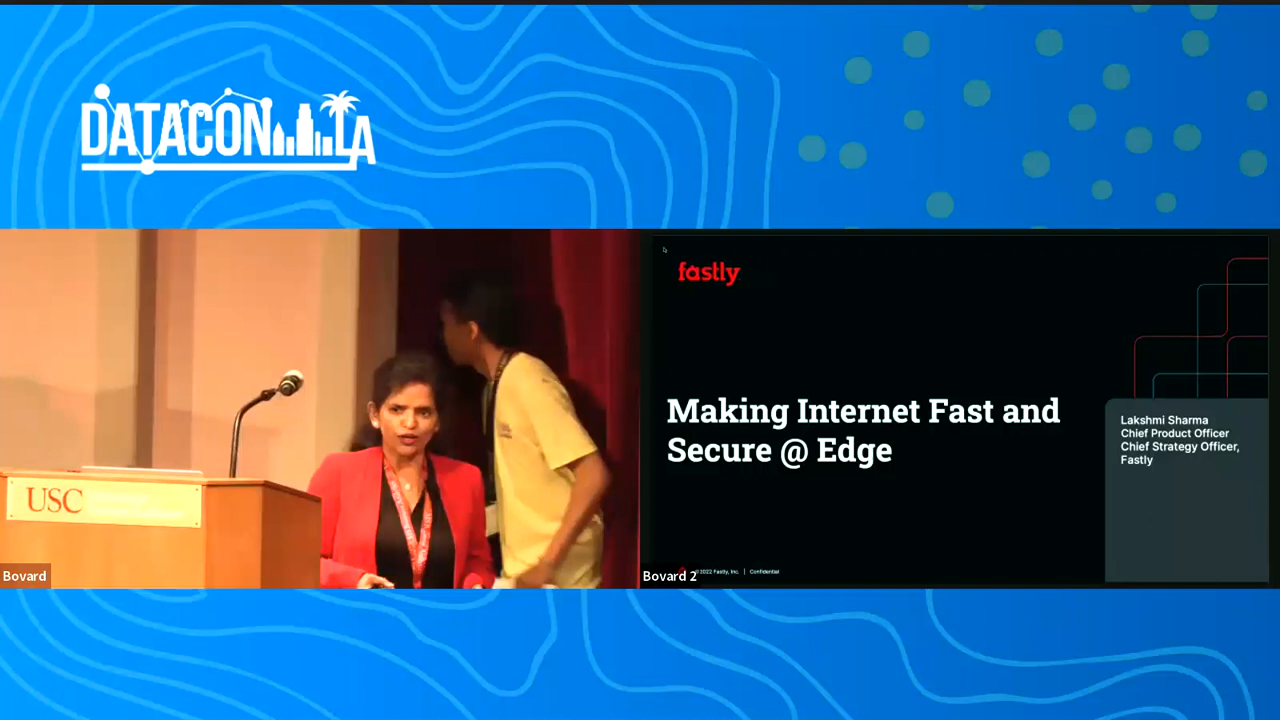 DATACON LA
fastly
Making Internet Fast and
Secure @ Edge
Lakshmi Sharma
Chief Product Officer
Chief Strategy Officer,
Fastly
USC
Bovard
Bovard 2
©2022 Fastly, Inc. | Confidential